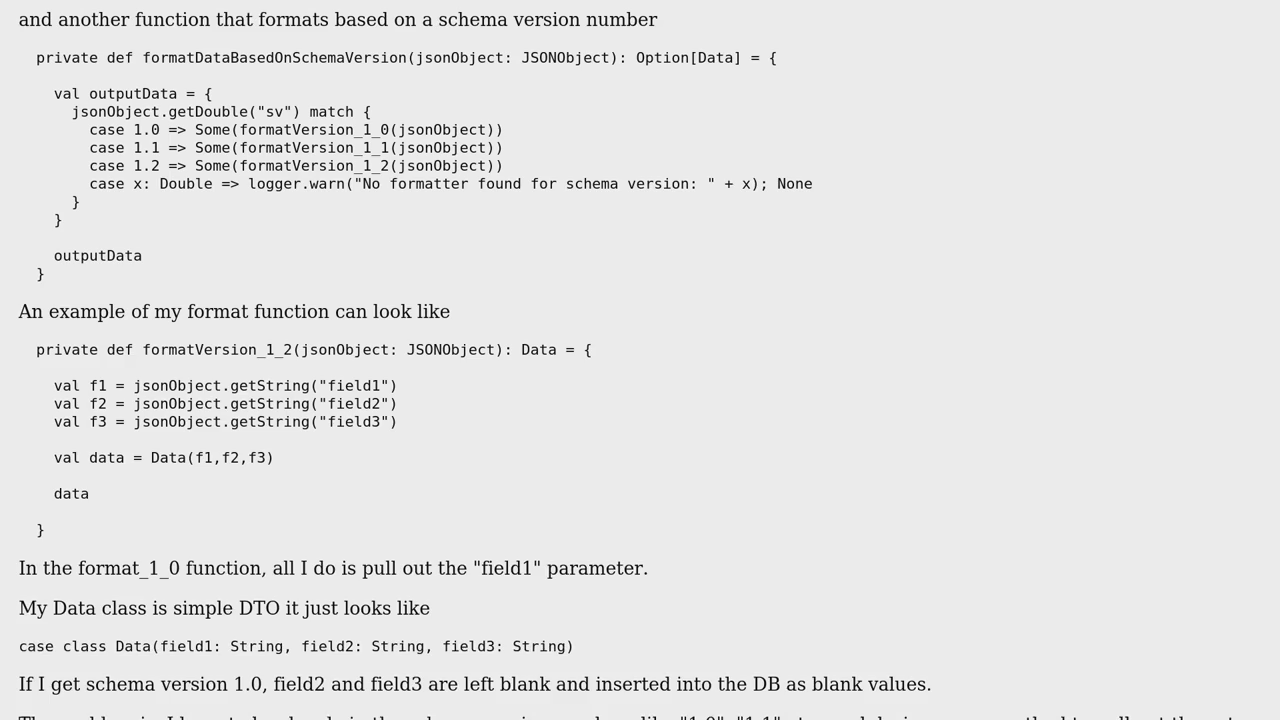 and another function that formats based on a schema version number
private def formatDataBasedOnSchemaVersion(jsonObject: JSONObject): Option[Data] = {
val outputData = {
jsonObject.getDouble("sv") match {
case 1.0 => Some(formatVersion_1_0(jsonObject))
case 1.1 => Some(formatVersion_1_1(jsonObject))
case 1.2 => Some(formatVersion_1_2(jsonObject))
case x: Double => logger.warn("No formatter found for schema version: " + x); None
}
}
outputData
}
An example of my format function can look like
private def formatVersion_1_2(jsonObject: JSONObject): Data = {
val f1 = jsonObject.getString("field1")
val f2 = jsonObject.getString("field2")
val f3 = jsonObject.getString("field3")
val data = Data(f1,f2,f3)
data
}
In the format_1_0 function, all I do is pull out the "field1" parameter.
My Data class is simple DTO it just looks like
case class Data(field1: String, field2: String, field3: String)
If I get schema version 1.0, field2 and field3 are left blank and inserted into the DB as blank values.